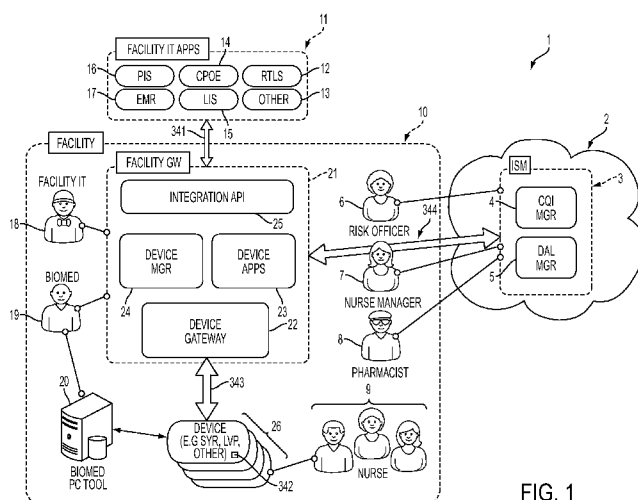 11
FACILITY IT APPS
14
1
16
PIS
CPOE
RTLS
12
17
EMR
LIS
OTHER
13
341
15
10
2
FACILITY
FACILITY GW
21
ISM
3
FACILITY IT
INTEGRATION API
6
344
4
CQI
MGR
18
25
RISK OFFICER
DEVICE
MGR
DEVICE
APPS
5
DAL
MGR
BIOMED
7
24
23
NURSE MANAGER
19
22
DEVICE
GATEWAY
8
PHARMACIST
20
343
9
26
DEVICE
(E.G SYR, LVP,
OTHER)
BIOMED
PC TOOL
342
NURSE
FIG. 1